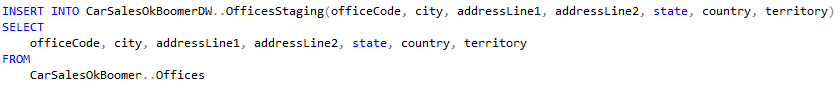 INSERT INTO CarSalesOkBoomerDW..OfficesStaging(officeCode, city, addressLine1, addressLine2, state, country, territory)
SELECT
officeCode, city, addressLine1, addressLine2, state, country, territory
FROM
CarSalesOkBoomer..Offices